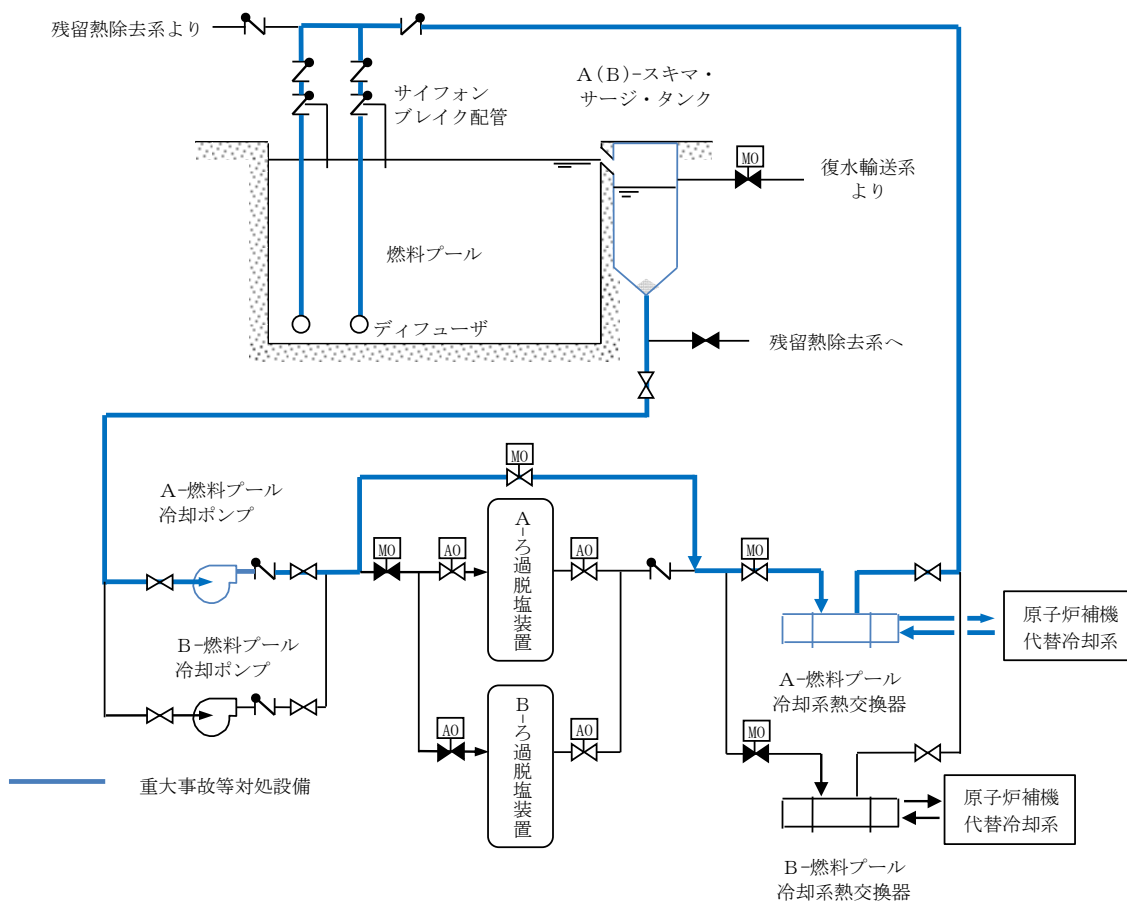 残留熱除去系より
A(B)-スキマ・
サージ・タンク
サイフォン
ブレイク配管
MO
復水輸送系
より
燃料プール
ディフューザ
残留熱除去系へ
MO
A-燃料プール
冷却ポンプ
MO
AO
A-ろ過脱塩装置
AO
MO
原子炉補機
代替冷却系
B-燃料プール
冷却ポンプ
A-燃料プール
冷却系熱交換器
AO
B-ろ過脱塩装置
AO
MO
重大事故等対処設備
原子炉補機
代替冷却系
B-燃料プール
冷却系熱交換器